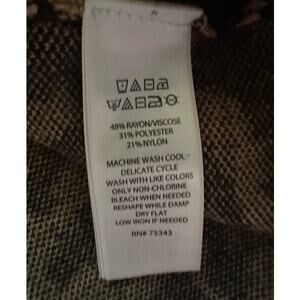 48% RAYON/VISCOSE
31% POLYESTER
21% NYLON
MACHINE WASH COOL –
DELICATE CYCLE
WASH WITH LIKE COLORS
ONLY NON-CHLORINE
BLEACH WHEN NEEDED
RESHAPE WHILE DAMP
DRY FLAT
LOW IRON IF NEEDED
RN# 75343